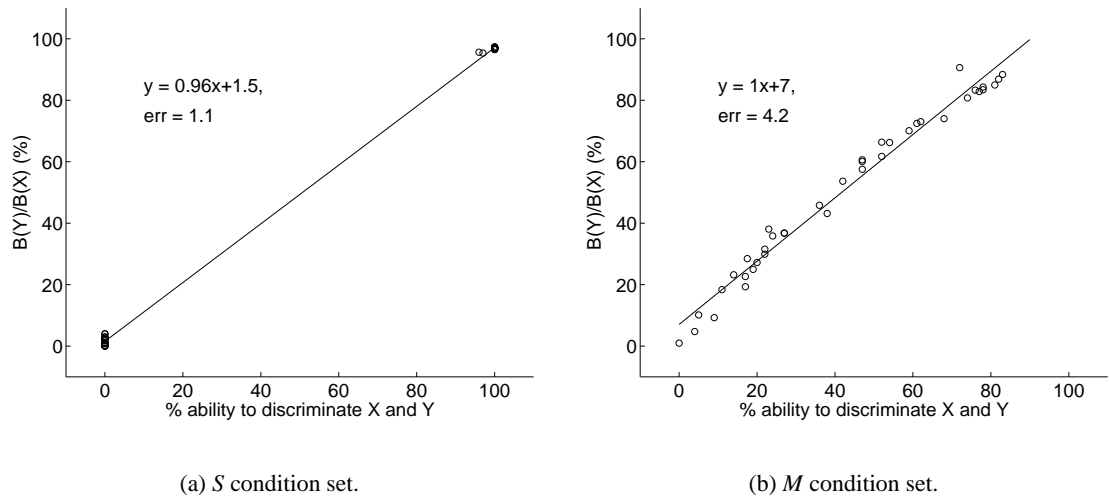 100
80
60
40
20
0
B(Y)/B(X) (%)
y = 0.96x+1.5,
err = 1.1
0 20 40 60 80 100
% ability to discriminate X and Y
(a) S condition set.
100
80
60
40
20
0
B(Y)/B(X) (%)
y = 1x+7,
err = 4.2
0 20 40 60 80 100
% ability to discriminate X and Y
(b) M condition set.